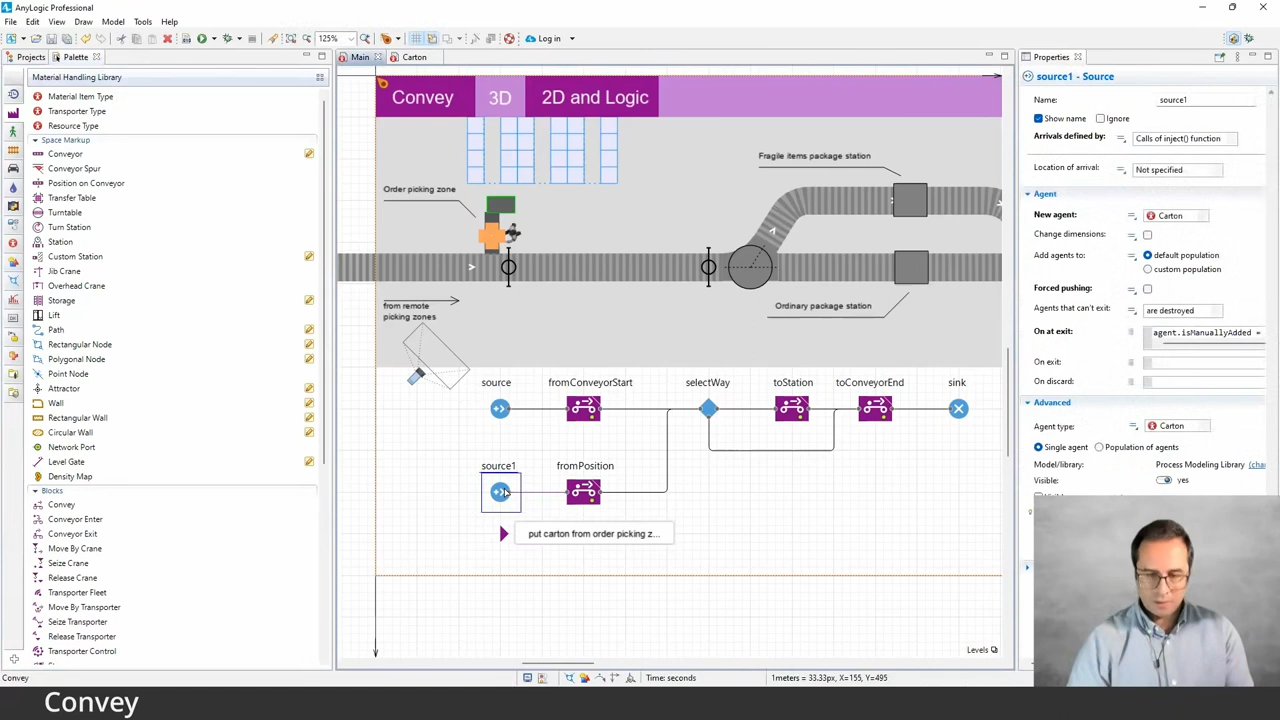 AnyLogic Professional
File Edit View Draw Model Tools Help
125% Log in
Projects Palette
Material Handling Library
Material Item Type
Transporter Type
Resource Type
Space Markup
Conveyor
Conveyor Spur
Position on Conveyor
Transfer Table
Turntable
Turn Station
Station
Custom Station
Jib Crane
Overhead Crane
Storage
Lift
Path
Rectangular Node
Polygonal Node
Point Node
Attractor
Wall
Rectangular Wall
Circular Wall
Network Port
Level Gate
Density Map
Blocks
Convey
Conveyor Enter
Conveyor Exit
Move By Crane
Seize Crane
Release Crane
Transporter Fleet
Move By Transporter
Seize Transporter
Release Transporter
Transporter Control
Convey
Main Carton
Convey 3D 2D and Logic
Fragile items package station
Order picking zone
from remote
picking zones
Ordinary package station
source fromConveyorStart selectWay toStation toConveyorEnd sink
source1 fromPosition
put carton from order picking z...
Levels
Time: seconds 1meters = 33.33px, X=155, Y=495
Properties
source1 - Source
Name: source1
Show name Ignore
Arrivals defined by: Calls of inject() function
Location of arrival: Not specified
Agent
New agent: Carton
Change dimensions:
Add agents to: default population
custom population
Forced pushing:
Agents that can't exit: are destroyed
On at exit: agent.isManuallyAdded =
On exit:
On discard:
Advanced
Agent type: Carton
Single agent Population of agents
Model/library: Process Modeling Library (char
Visible: yes
Convey